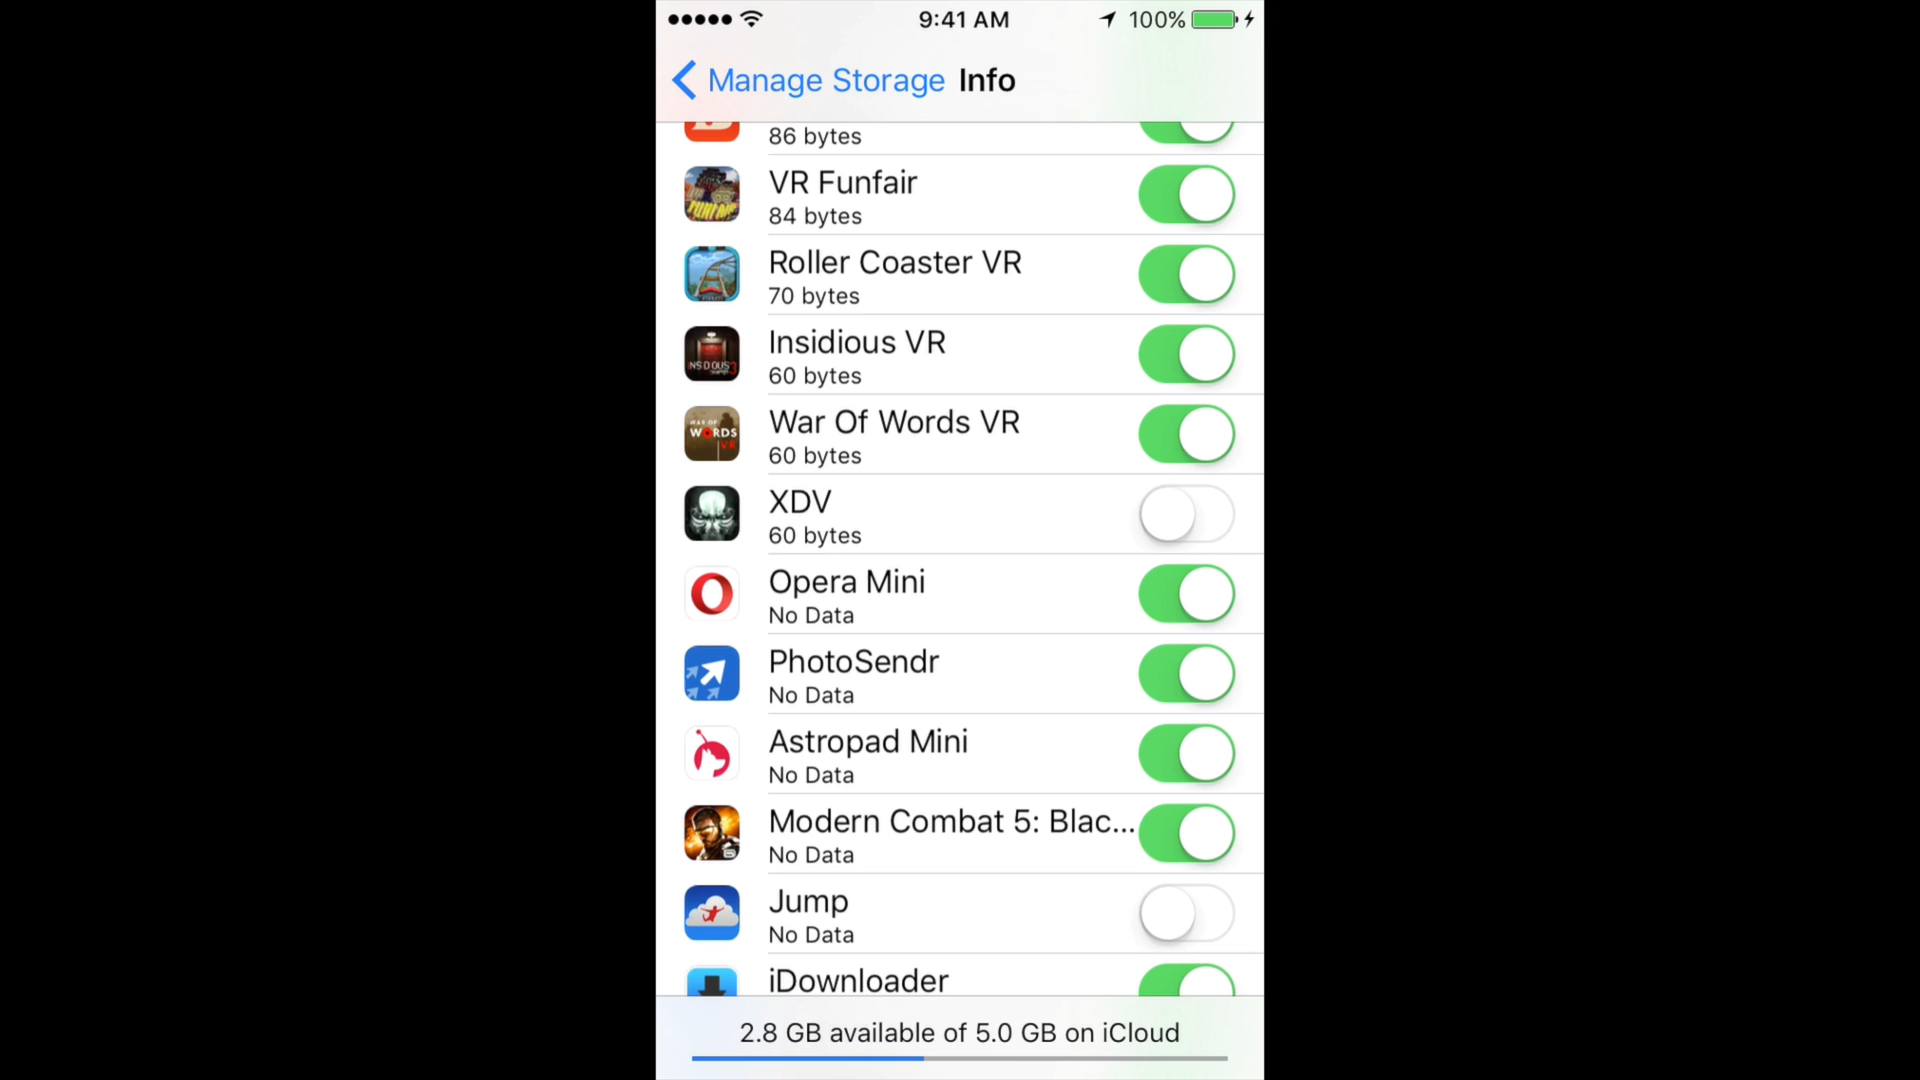 9:41 AM
100%
Manage Storage Info
86 bytes
VR Funfair
84 bytes
Roller Coaster VR
70 bytes
Insidious VR
60 bytes
War Of Words VR
60 bytes
WORDS
VR
XDV
60 bytes
Opera Mini
No Data
PhotoSendr
No Data
Astropad Mini
No Data
Modern Combat 5: Blac...
No Data
Jump
No Data
iDownloader
2.8 GB available of 5.0 GB on iCloud